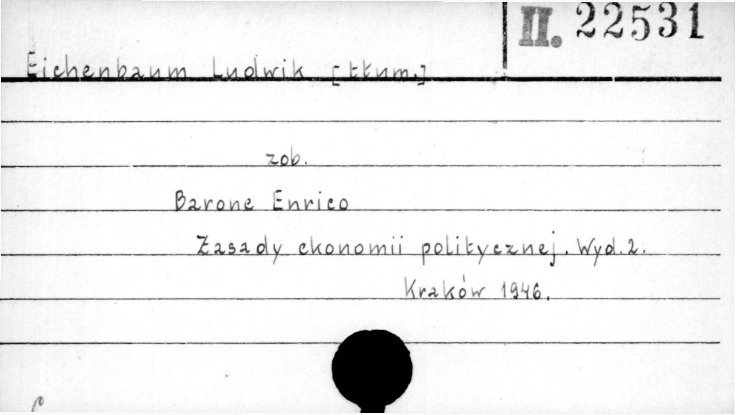 II. 22531
Eichenbaum Ludwik [tłum.]
zob.
Barone Enrico
Zasady ekonomii politycznej. Wyd. 2.
Kraków 1946.